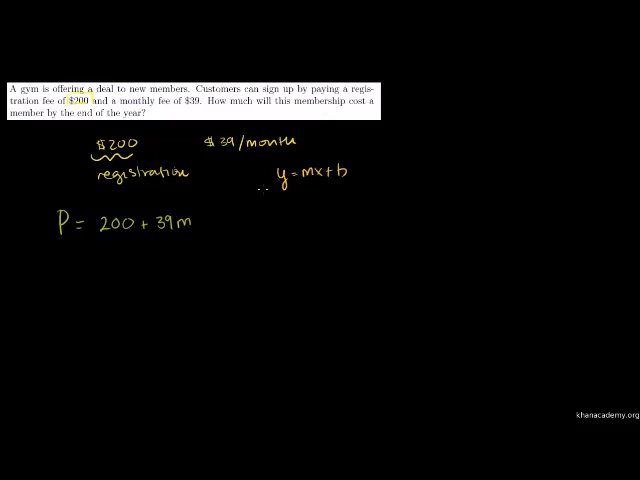 A gym is offering a deal to new members. Customers can sign up by paying a regis-
tration fee of $200 and a monthly fee of $39. How much will this membership cost a
member by the end of the year?
$200 $39/month
registration y = mx + b
P = 200 + 39m
khanacademy.org